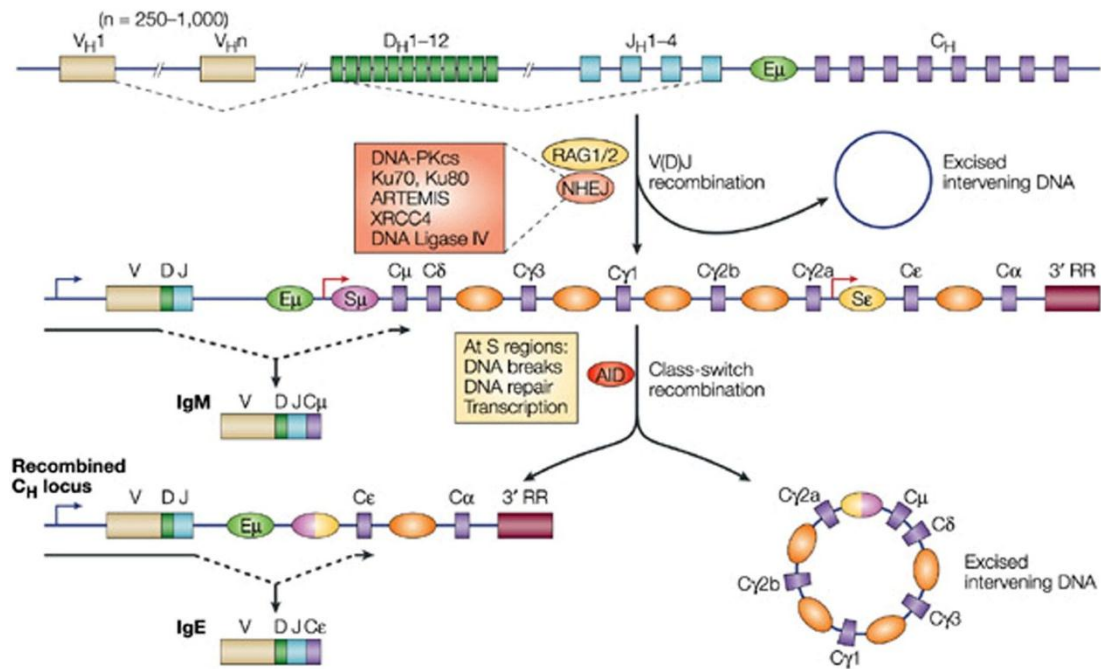 (n = 250–1,000)
VH1 VHn DH1–12 JH1–4 CH
Eμ
DNA-PKcs
Ku70, Ku80
ARTEMIS
XRCC4
DNA Ligase IV
RAG1/2
NHEJ
V(D)J
recombination
Excised
intervening DNA
V D J Cμ Cδ Cγ3 Cγ1 Cγ2b Cγ2a Cε Cα 3′ RR
Eμ Sμ Sε
At S regions:
DNA breaks
DNA repair
Transcription
AID
Class-switch
recombination
IgM
V D J Cμ
Recombined
CH locus
V D J Cε Cα 3′ RR
Eμ
IgE
V D J Cε
Cγ2a Cμ
Cδ
Cγ2b
Cγ3
Cγ1
Excised
intervening DNA